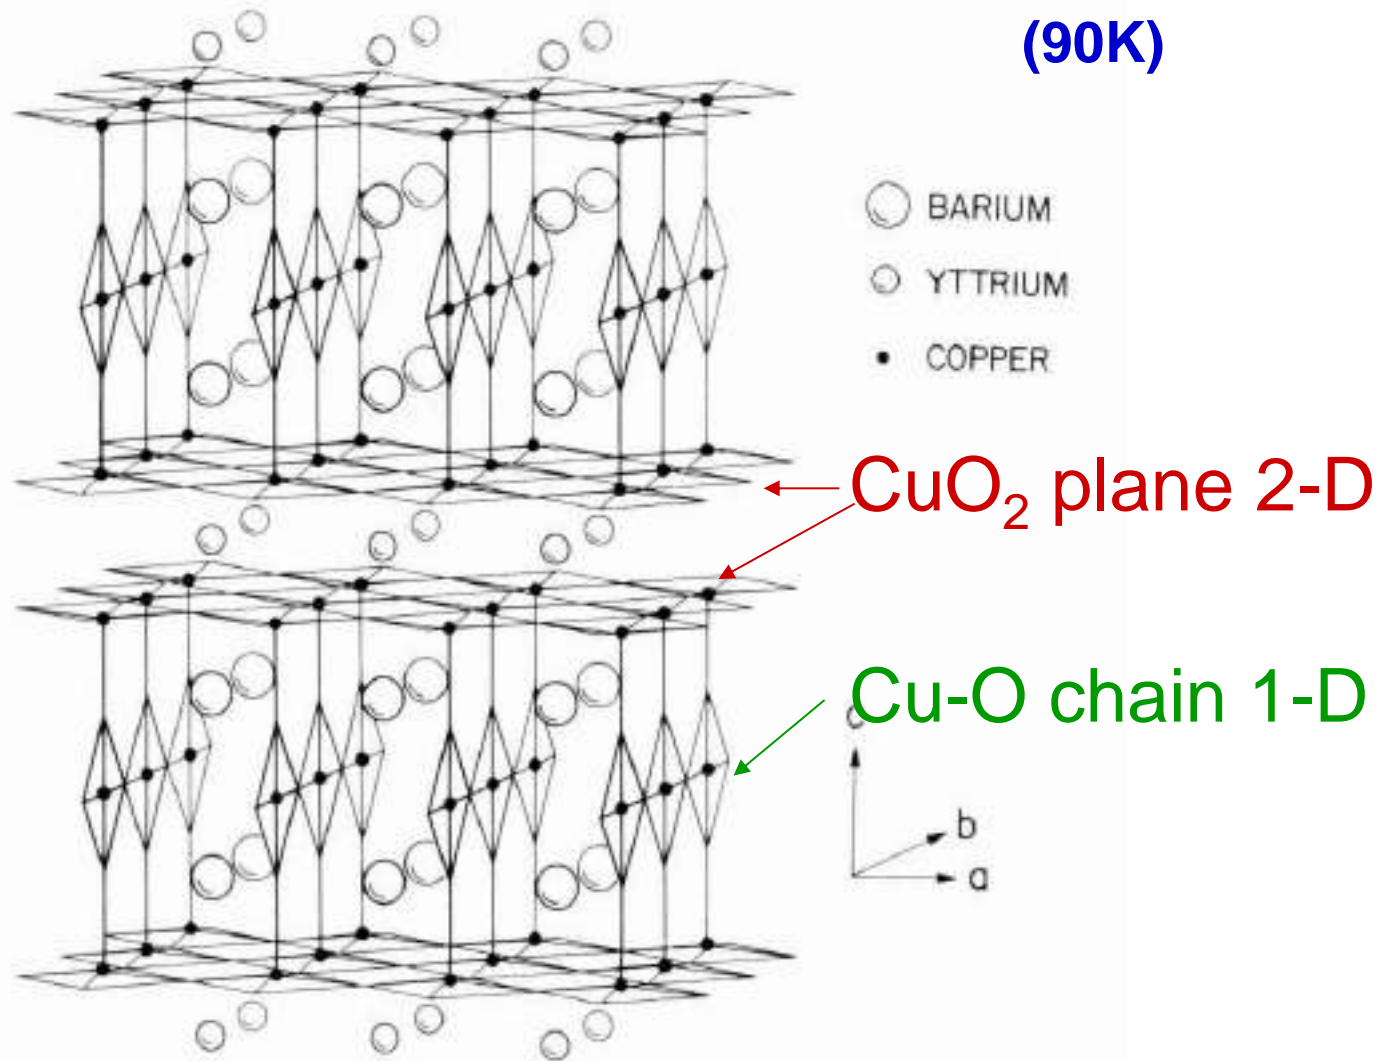 (90K)
BARIUM
YTTRIUM
COPPER
CuO₂ plane 2-D
Cu-O chain 1-D
c
b
a